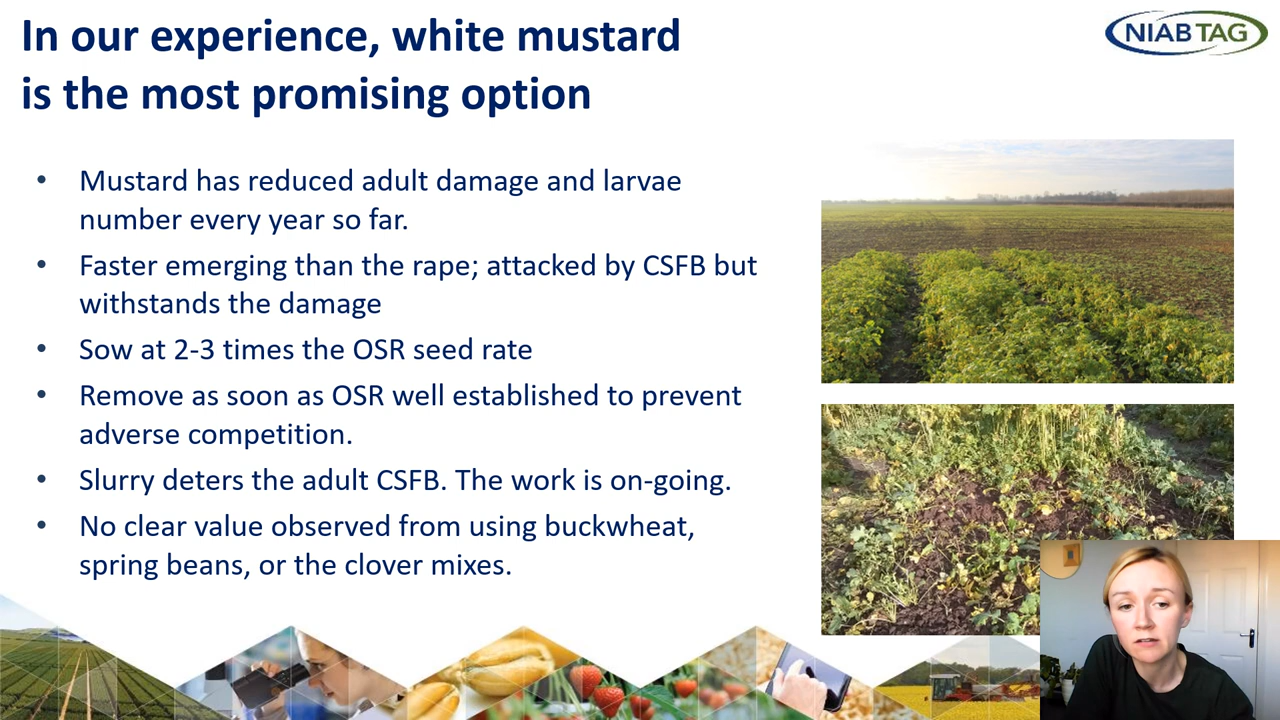 In our experience, white mustard
is the most promising option
NIAB TAG
• Mustard has reduced adult damage and larvae
number every year so far.
• Faster emerging than the rape; attacked by CSFB but
withstands the damage
• Sow at 2-3 times the OSR seed rate
• Remove as soon as OSR well established to prevent
adverse competition.
• Slurry deters the adult CSFB. The work is on-going.
• No clear value observed from using buckwheat,
spring beans, or the clover mixes.